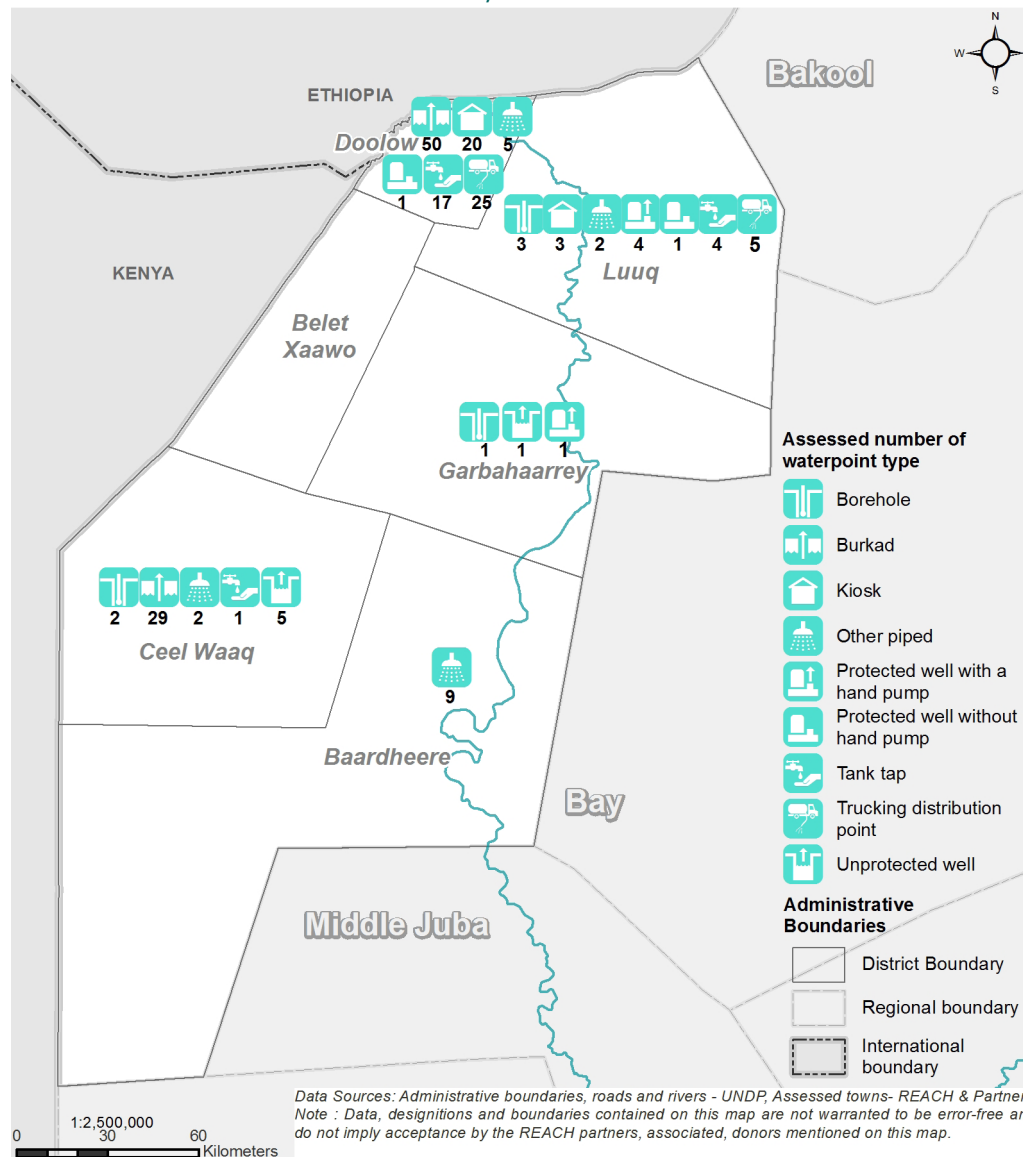 N
W E
S
Bakool
ETHIOPIA
Doolow
50 20 5
1 17 25
3 3 2 4 1 4 5
Luuq
KENYA
Belet
Xaawo
1 1 1
Garbahaarrey
2 29 2 1 5
Ceel Waaq
9
Baardheere
Bay
Middle Juba
Assessed number of
waterpoint type
Borehole
Burkad
Kiosk
Other piped
Protected well with a
hand pump
Protected well without
hand pump
Tank tap
Trucking distribution
point
Unprotected well
Administrative
Boundaries
District Boundary
Regional boundary
International
boundary
Data Sources: Administrative boundaries, roads and rivers - UNDP, Assessed towns- REACH & Partner
Note : Data, designitions and boundaries contained on this map are not warranted to be error-free an
do not imply acceptance by the REACH partners, associated, donors mentioned on this map.
1:2,500,000
0 30 60
Kilometers